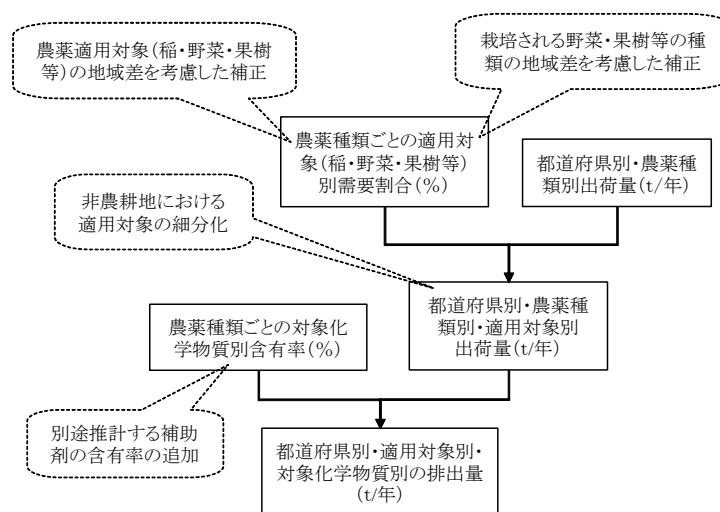 農薬適用対象(稲・野菜・果樹
等)の地域差を考慮した補正
栽培される野菜・果樹等の種
類の地域差を考慮した補正
農薬種類ごとの適用対
象(稲・野菜・果樹等)
別需要割合(%)
都道府県別・農薬種
類別出荷量(t/年)
非農耕地における
適用対象の細分化
都道府県別・農薬種
類別・適用対象別
出荷量(t/年)
農薬種類ごとの対象化
学物質別含有率(%)
別途推計する補助
剤の含有率の追加
都道府県別・適用対象別・
対象化学物質別の排出量
(t/年)